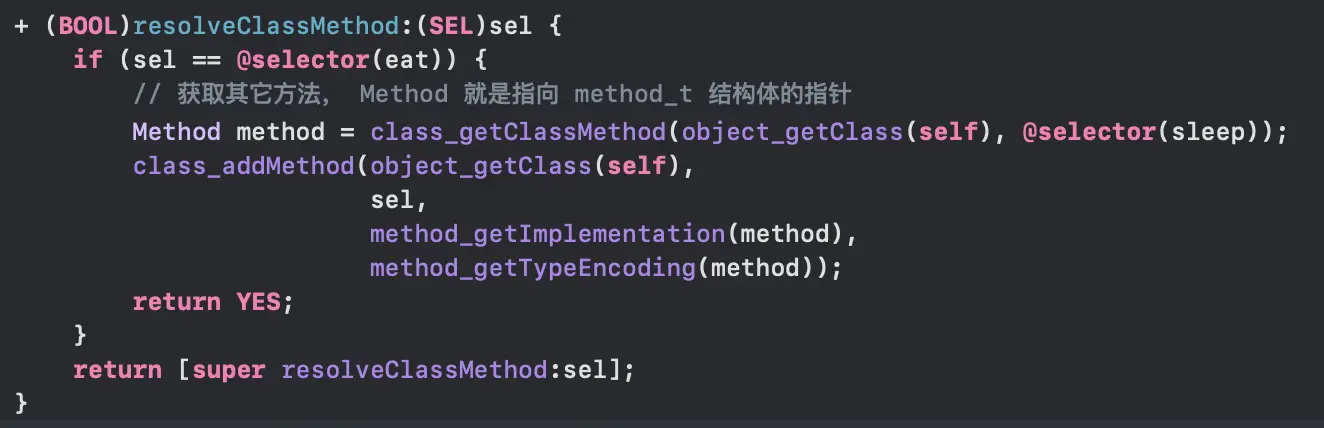 + (BOOL)resolveClassMethod:(SEL)sel {
    if (sel == @selector(eat)) {
        // 获取其它方法， Method 就是指向 method_t 结构体的指针
        Method method = class_getClassMethod(object_getClass(self), @selector(sleep));
        class_addMethod(object_getClass(self),
                        sel,
                        method_getImplementation(method),
                        method_getTypeEncoding(method));
        return YES;
    }
    return [super resolveClassMethod:sel];
}